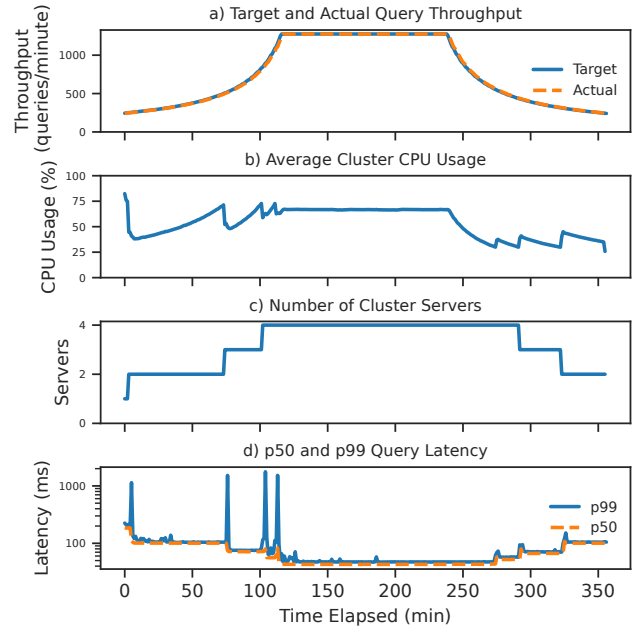 a) Target and Actual Query Throughput
Throughput
(queries/minute)
1000
500
0
Target
Actual
b) Average Cluster CPU Usage
CPU Usage (%)
100
75
50
25
0
c) Number of Cluster Servers
Servers
4
2
0
d) p50 and p99 Query Latency
Latency (ms)
1000
100
p99
p50
0 50 100 150 200 250 300 350
Time Elapsed (min)